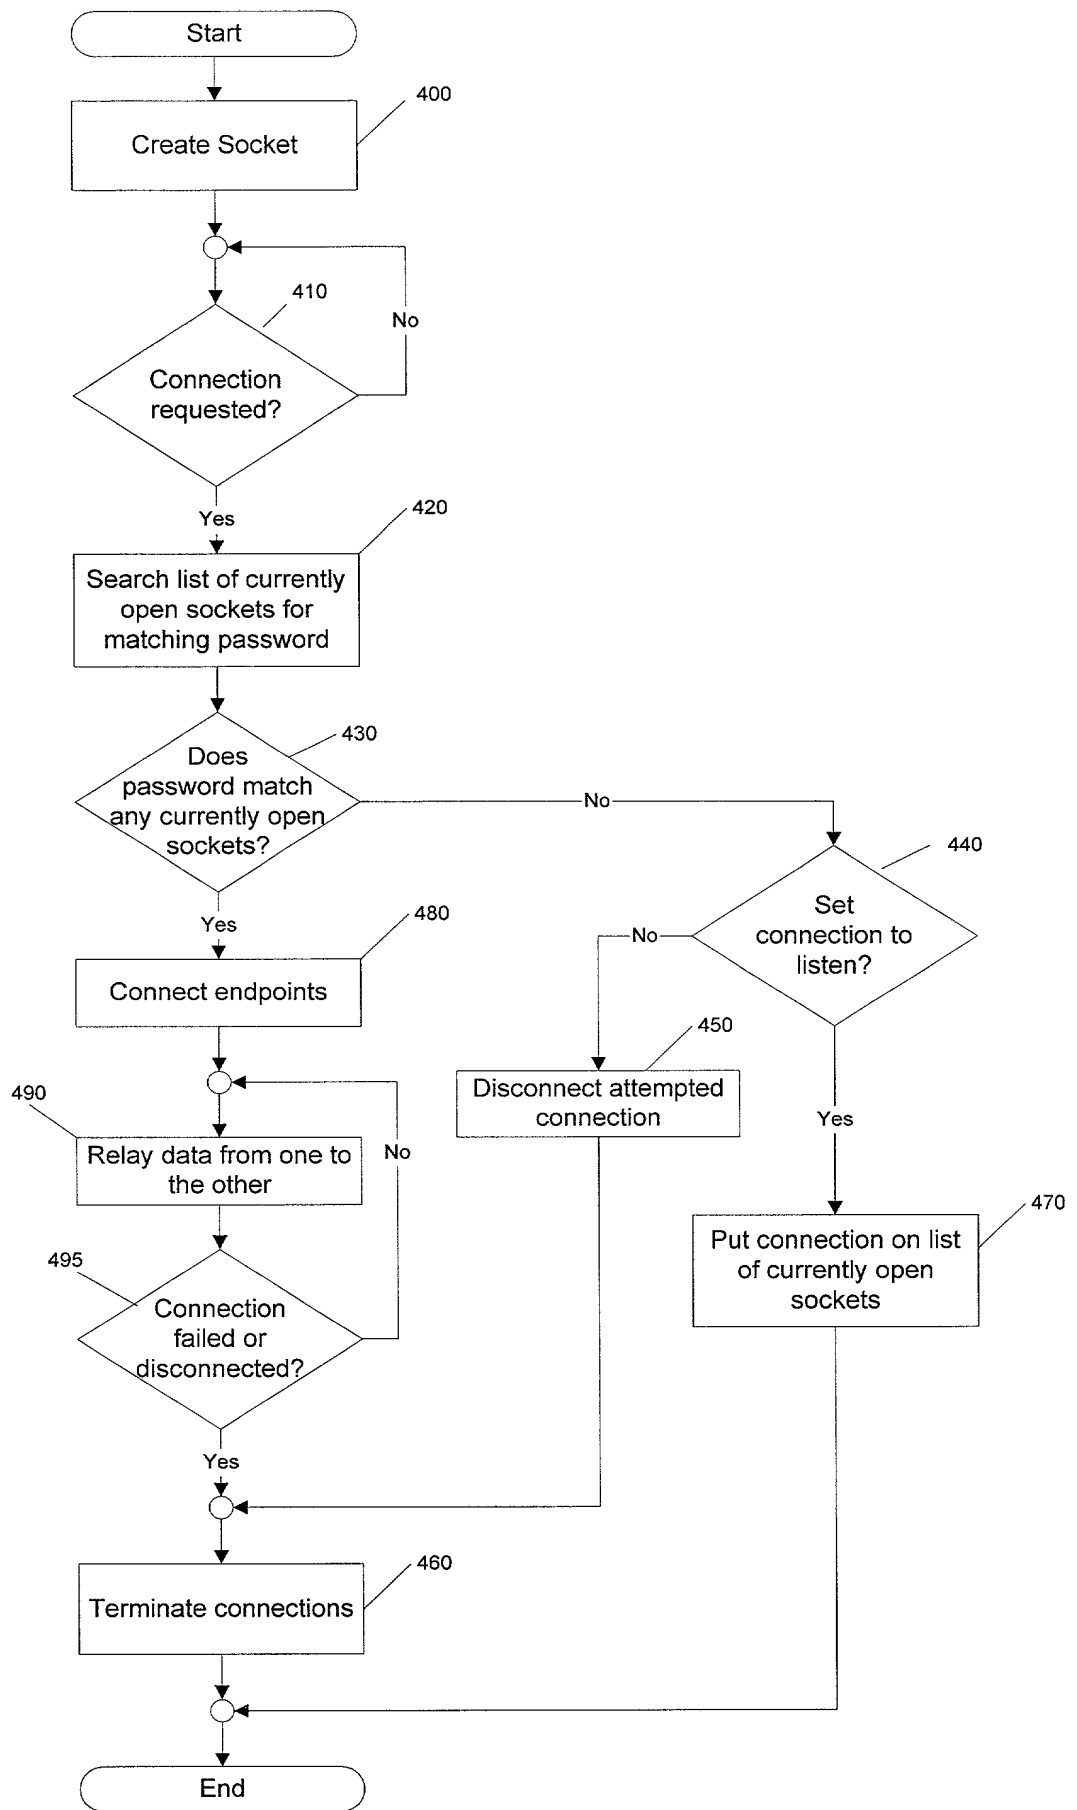 Start
400
Create Socket
410
No
Connection
requested?
Yes
420
Search list of currently
open sockets for
matching password
430
Does
password match
any currently open
sockets?
No
440
Set
connection to
listen?
Yes
480
No
Connect endpoints
450
Disconnect attempted
connection
490
Relay data from one to
the other
No
Yes
470
Put connection on list
of currently open
sockets
495
Connection
failed or
disconnected?
Yes
460
Terminate connections
End